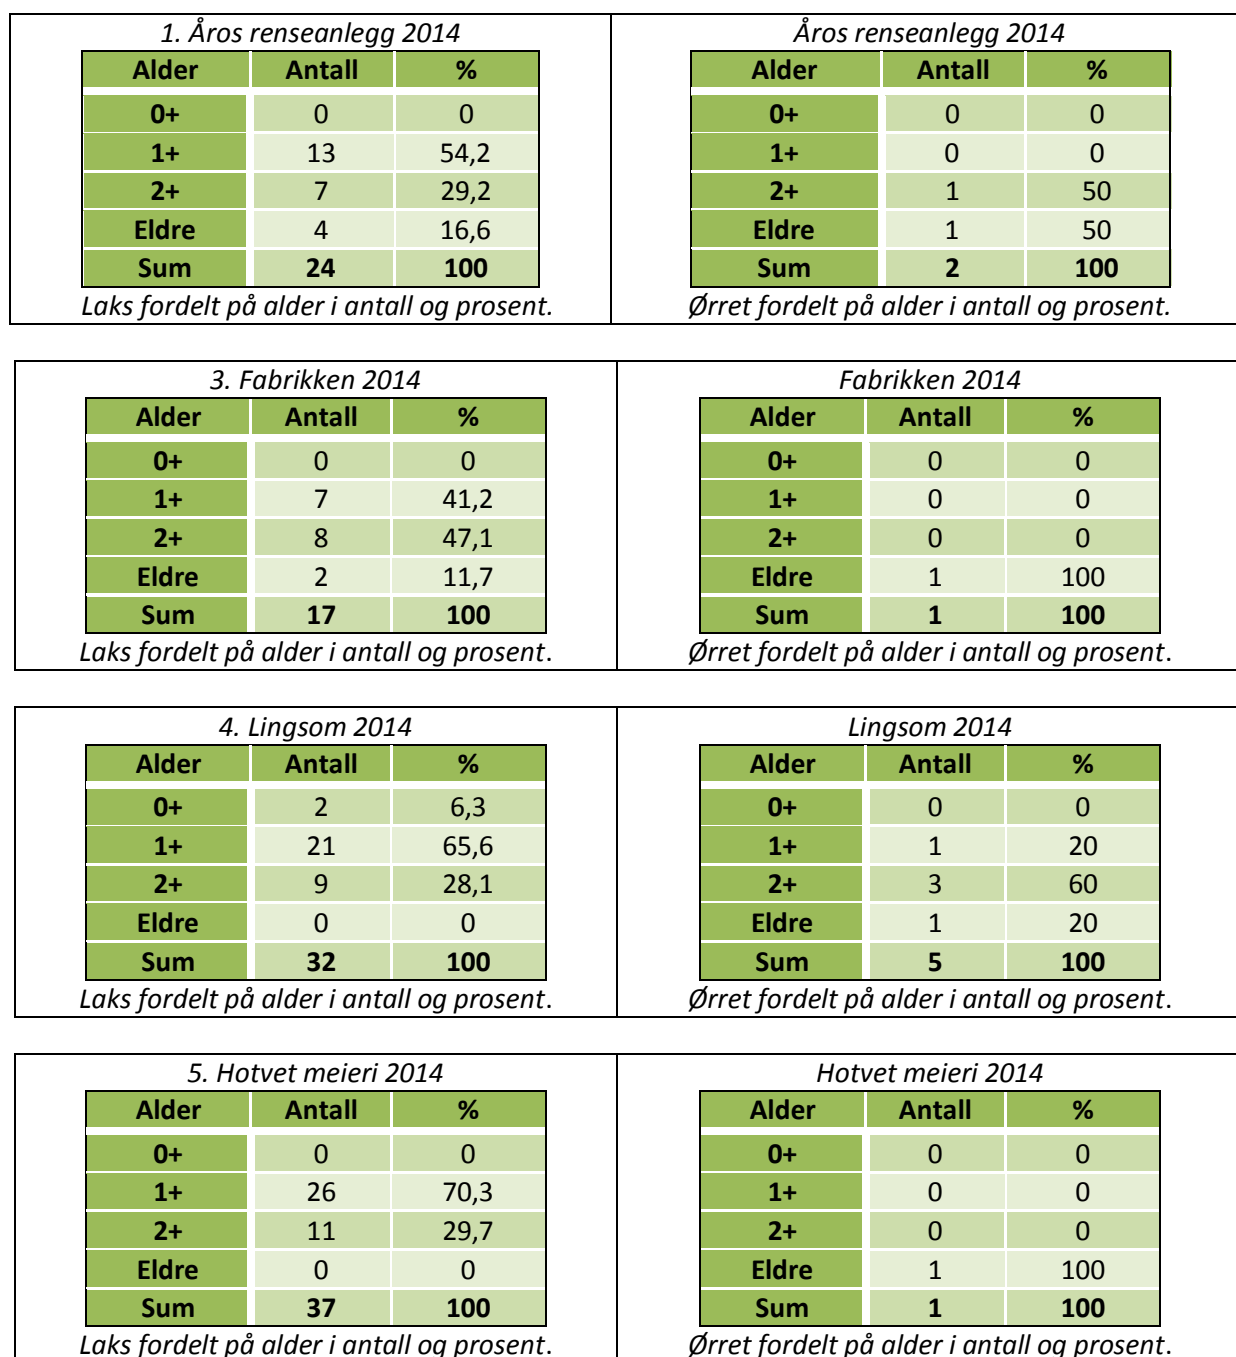 1. Åros renseanlegg 2014
Alder Antall %
0+ 0 0
1+ 13 54,2
2+ 7 29,2
Eldre 4 16,6
Sum 24 100
Laks fordelt på alder i antall og prosent.
Åros renseanlegg 2014
Alder Antall %
0+ 0 0
1+ 0 0
2+ 1 50
Eldre 1 50
Sum 2 100
Ørret fordelt på alder i antall og prosent.
3. Fabrikken 2014
Alder Antall %
0+ 0 0
1+ 7 41,2
2+ 8 47,1
Eldre 2 11,7
Sum 17 100
Laks fordelt på alder i antall og prosent.
Fabrikken 2014
Alder Antall %
0+ 0 0
1+ 0 0
2+ 0 0
Eldre 1 100
Sum 1 100
Ørret fordelt på alder i antall og prosent.
4. Lingsom 2014
Alder Antall %
0+ 2 6,3
1+ 21 65,6
2+ 9 28,1
Eldre 0 0
Sum 32 100
Laks fordelt på alder i antall og prosent.
Lingsom 2014
Alder Antall %
0+ 0 0
1+ 1 20
2+ 3 60
Eldre 1 20
Sum 5 100
Ørret fordelt på alder i antall og prosent.
5. Hotvet meieri 2014
Alder Antall %
0+ 0 0
1+ 26 70,3
2+ 11 29,7
Eldre 0 0
Sum 37 100
Laks fordelt på alder i antall og prosent.
Hotvet meieri 2014
Alder Antall %
0+ 0 0
1+ 0 0
2+ 0 0
Eldre 1 100
Sum 1 100
Ørret fordelt på alder i antall og prosent.